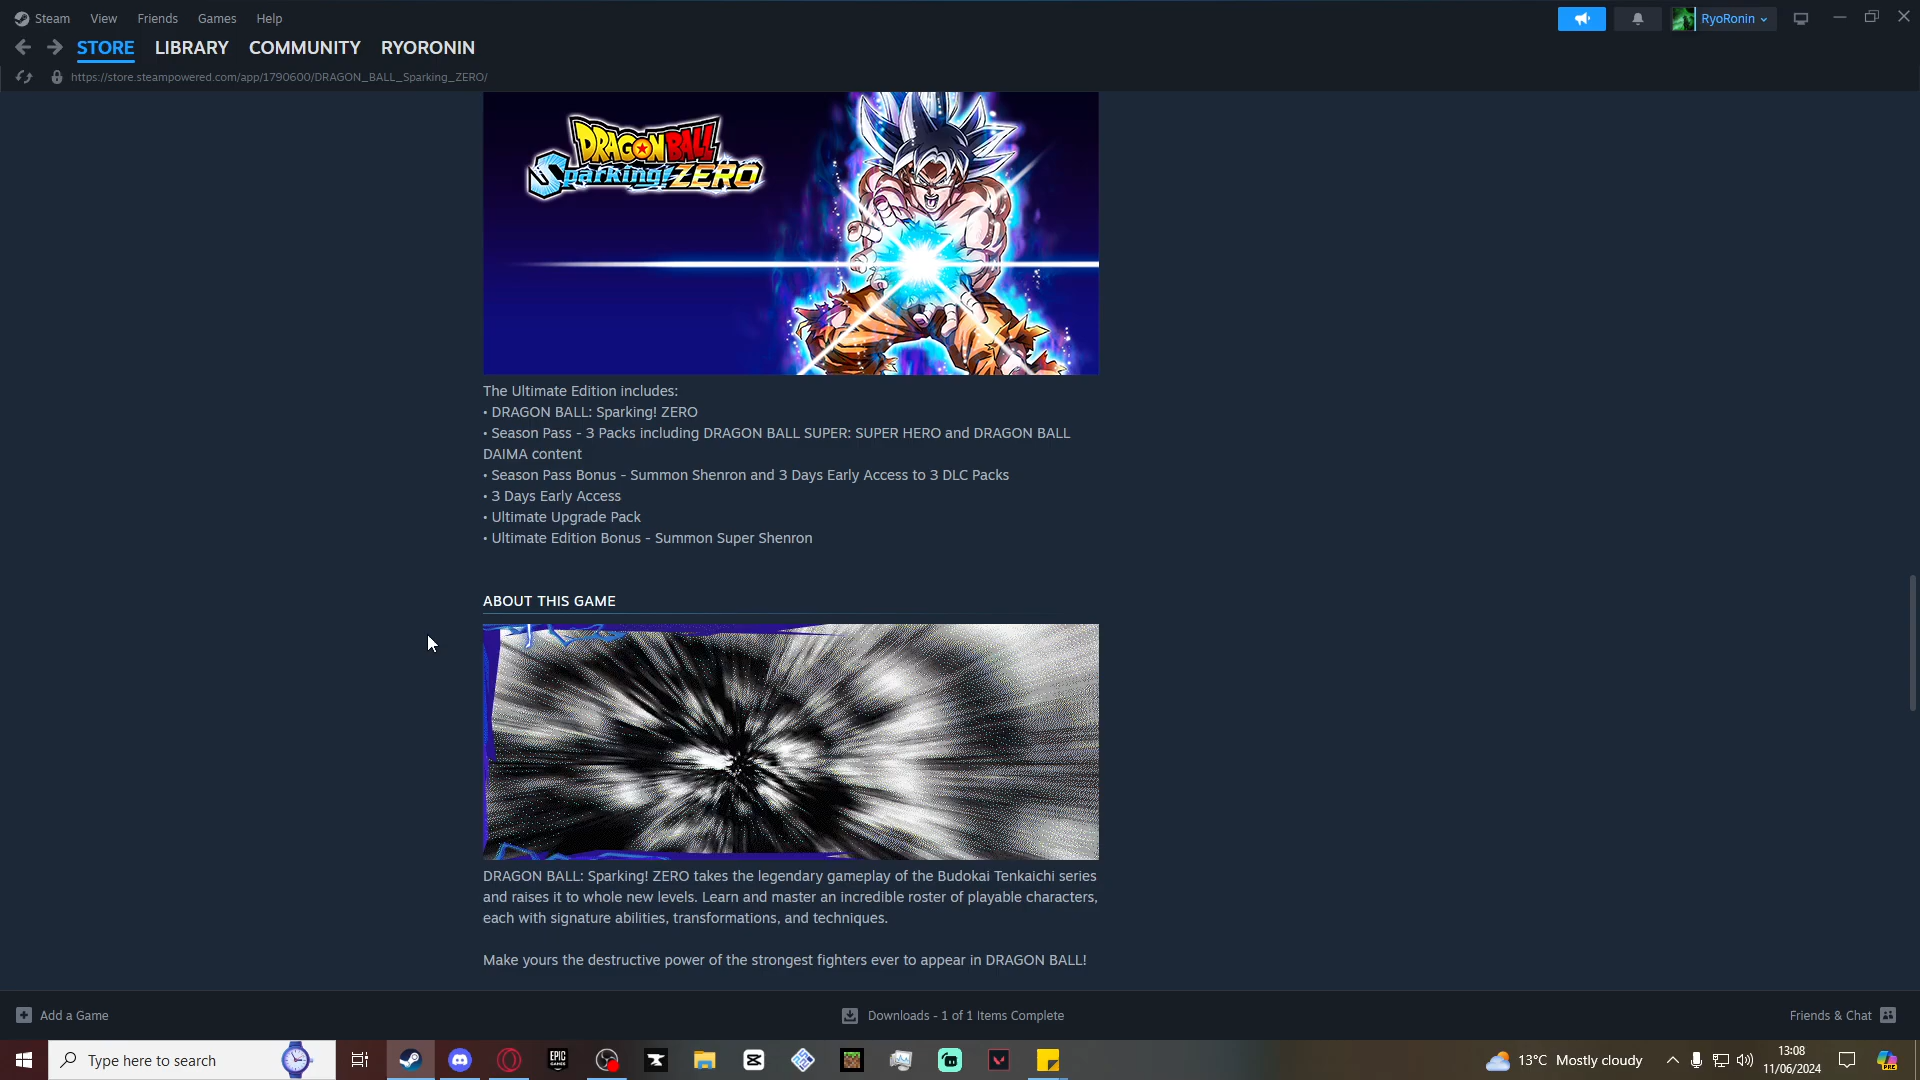 Steam View Friends Games Help RyoRonin
STORE LIBRARY COMMUNITY RYORONIN
https://store.steampowered.com/app/1790600/DRAGON_BALL_Sparking_ZERO/
DRAGON BALL
Sparking! ZERO
The Ultimate Edition includes:
• DRAGON BALL: Sparking! ZERO
• Season Pass - 3 Packs including DRAGON BALL SUPER: SUPER HERO and DRAGON BALL
DAIMA content
• Season Pass Bonus - Summon Shenron and 3 Days Early Access to 3 DLC Packs
• 3 Days Early Access
• Ultimate Upgrade Pack
• Ultimate Edition Bonus - Summon Super Shenron
ABOUT THIS GAME
DRAGON BALL: Sparking! ZERO takes the legendary gameplay of the Budokai Tenkaichi series
and raises it to whole new levels. Learn and master an incredible roster of playable characters,
each with signature abilities, transformations, and techniques.
Make yours the destructive power of the strongest fighters ever to appear in DRAGON BALL!
Add a Game Downloads - 1 of 1 Items Complete Friends & Chat
Type here to search EPIC GAMES 13°C Mostly cloudy 13:08
11/06/2024
PRE